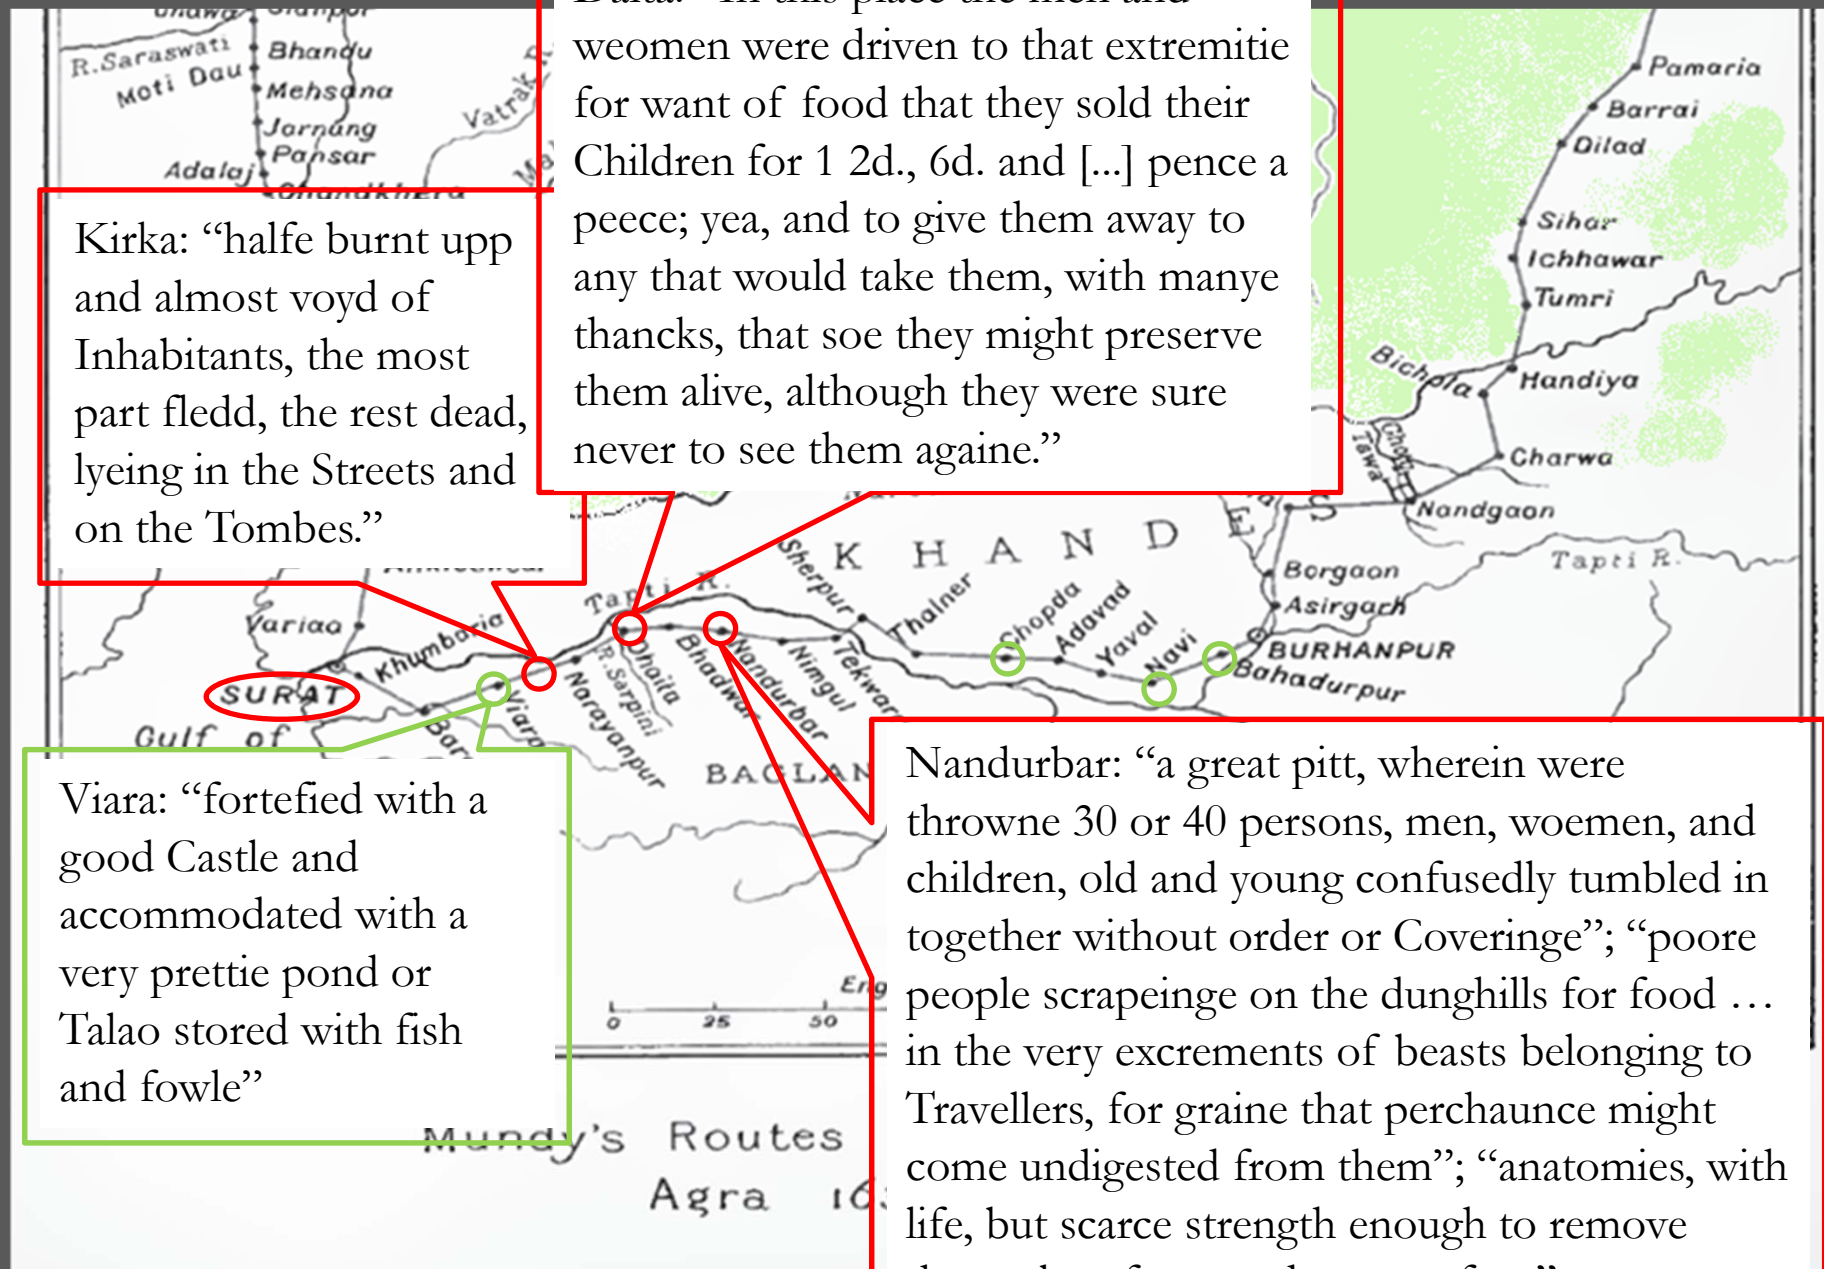 Bhandu
R. Saraswati
Moti Dau
Mehsana
Jornang
Pansar
Adalaj
Vatrak R.
weomen were driven to that extremitie
for want of food that they sold their
Children for 1 2d., 6d. and [...] pence a
peece; yea, and to give them away to
any that would take them, with manye
thancks, that soe they might preserve
them alive, although they were sure
never to see them againe.”
Pamaria
Barrai
Dilad
Sihar
Ichhawar
Tumri
Bichola
Handiya
Charwa
Nandgaon
Tapti R.
Kirka: “halfe burnt upp
and almost voyd of
Inhabitants, the most
part fledd, the rest dead,
lyeing in the Streets and
on the Tombes.”
K H A N D E S
Borgaon
Asirgarh
BURHANPUR
Bahadurpur
Navi
Yaval
Adavad
Chopda
Thalner
Sherpur
Tapti R.
Tekwara
Nimgul
Nandurbar
Bhadwar
Dhaita
R. Sarpini
Narayanpur
Viara
Khumbaria
Variao
SURAT
Gulf of
BAGLAN
Viara: “fortefied with a
good Castle and
accommodated with a
very prettie pond or
Talao stored with fish
and fowle”
Nandurbar: “a great pitt, wherein were
throwne 30 or 40 persons, men, woemen, and
children, old and young confusedly tumbled in
together without order or Coveringe”; “poore
people scrapeinge on the dunghills for food …
in the very excrements of beasts belonging to
Travellers, for graine that perchaunce might
come undigested from them”; “anatomies, with
life, but scarce strength enough to remove
Eng
0 25 50
Mundy's Routes
Agra 16